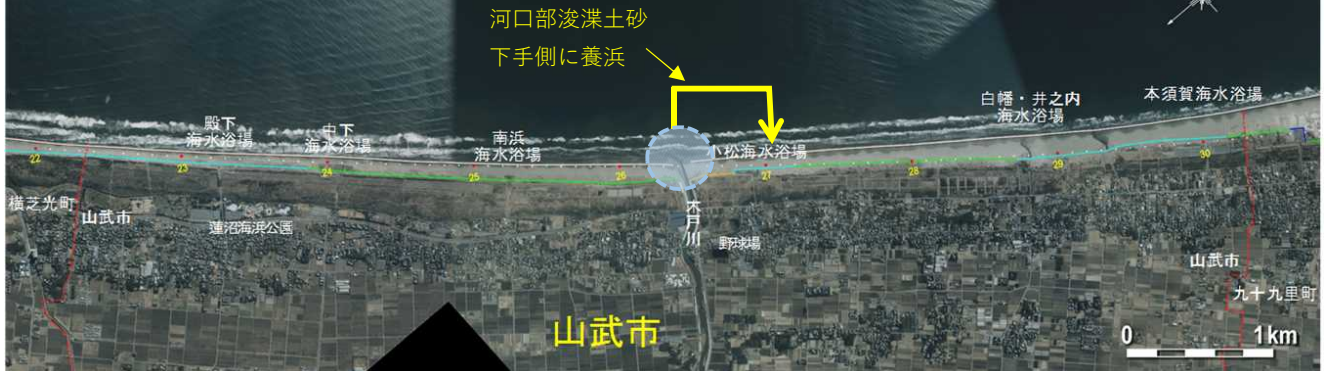 河口部浚渫土砂
下手側に養浜
殿下
海水浴場
中下
海水浴場
南浜
海水浴場
小松海水浴場
白幡・井之内
海水浴場
本須賀海水浴場
22
23
24
25
26
27
28
29
30
横芝光町
山武市
蓮沼海浜公園
木戸川
野球場
山武市
山武市
九十九里町
0
1km